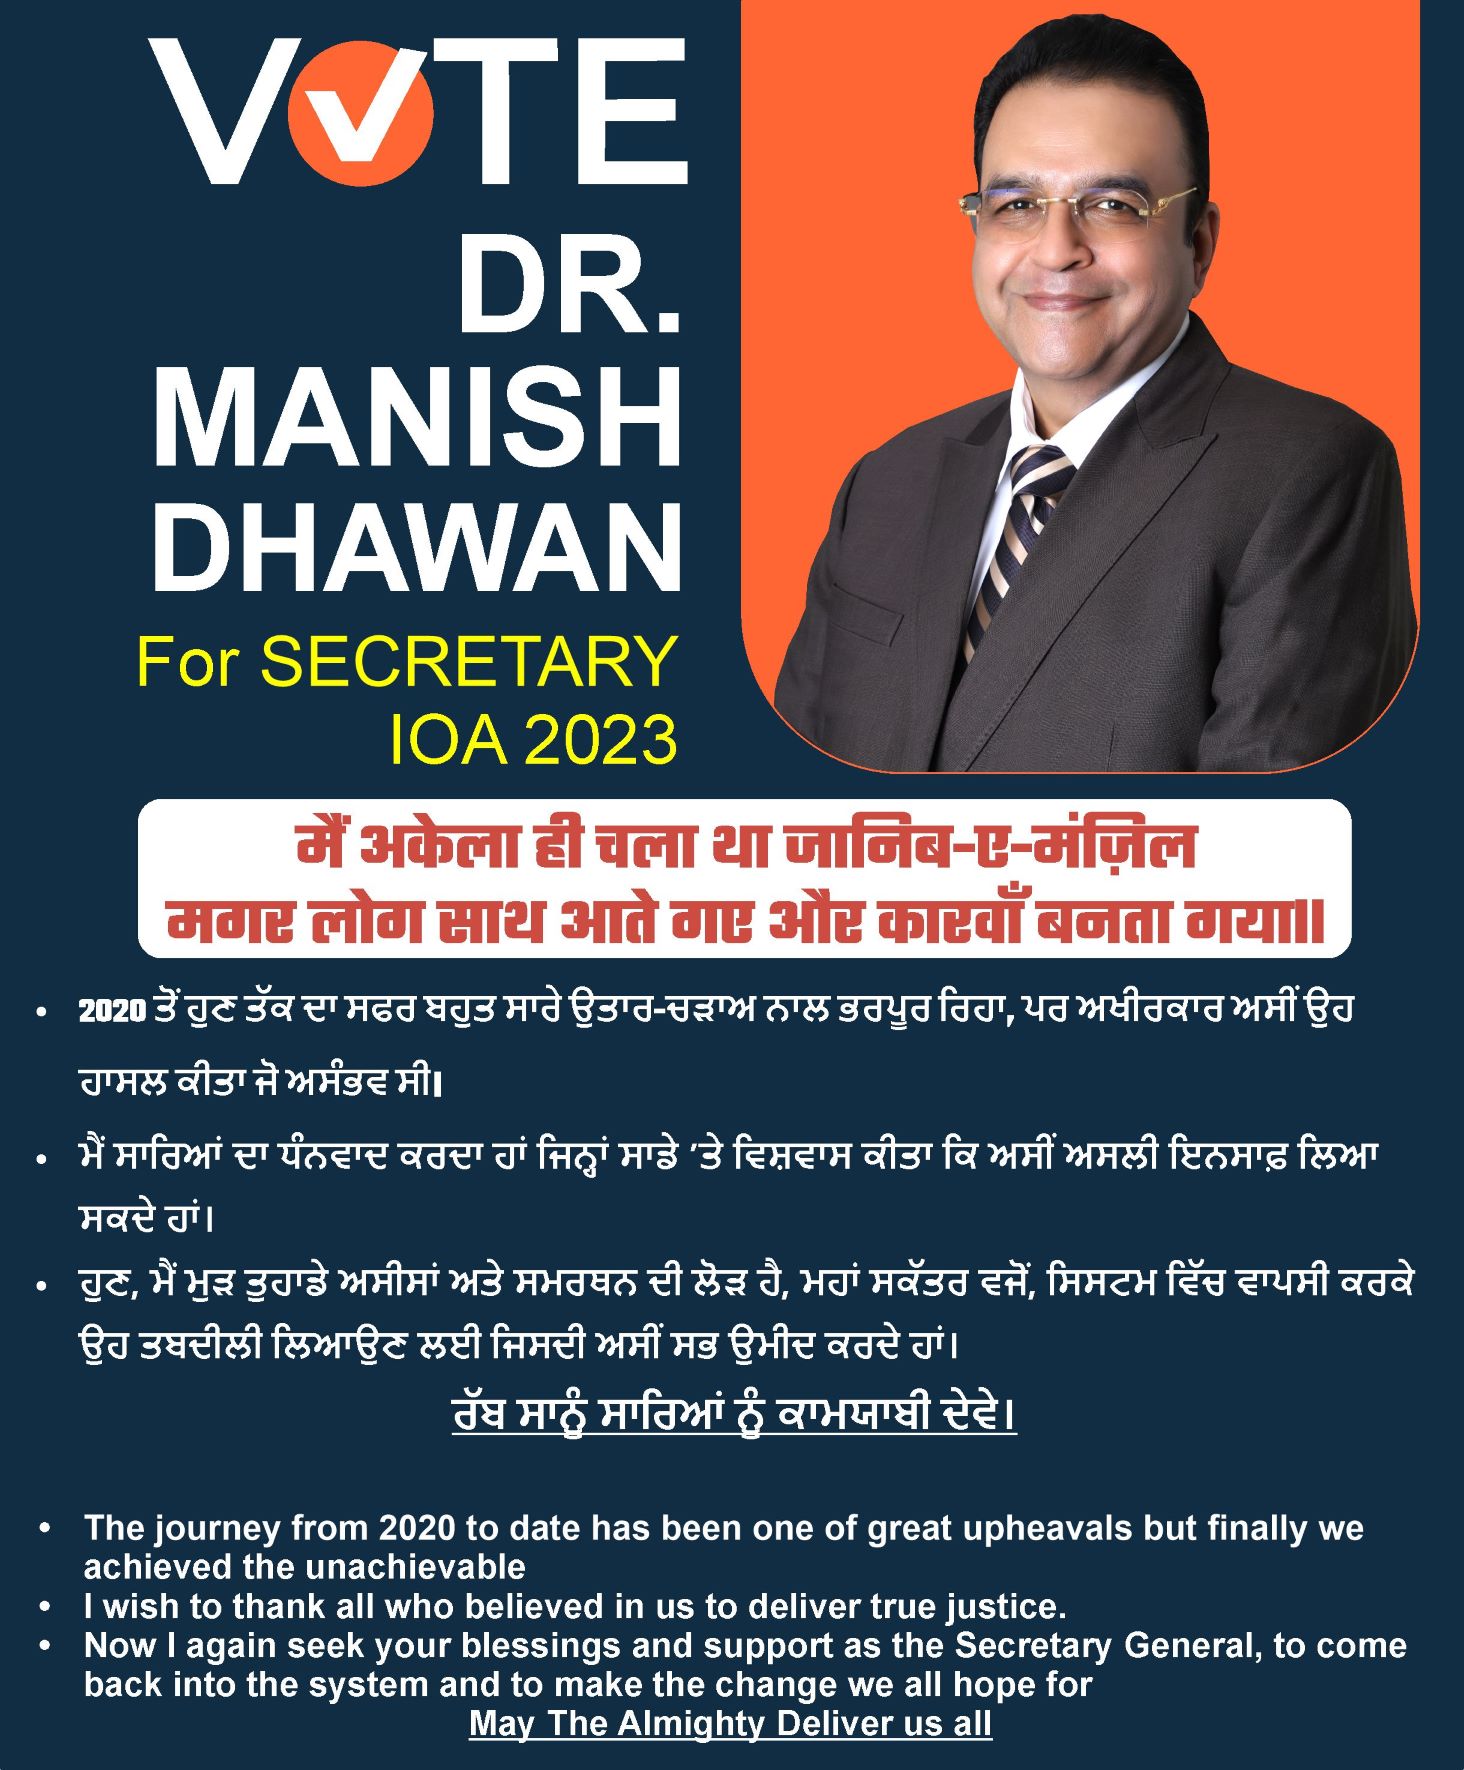 VOTE
DR.
MANISH
DHAWAN
For SECRETARY
IOA 2023
मैं अकेला ही चला था जानिब-ए-मंज़िल
मगर लोग साथ आते गए और कारवाँ बनता गया॥
• 2020 ਤੋਂ ਹੁਣ ਤੱਕ ਦਾ ਸਫਰ ਬਹੁਤ ਸਾਰੇ ਉਤਾਰ-ਚੜਾਅ ਨਾਲ ਭਰਪੂਰ ਰਿਹਾ, ਪਰ ਅਖੀਰਕਾਰ ਅਸੀਂ ਉਹ
ਹਾਸਲ ਕੀਤਾ ਜੋ ਅਸੰਭਵ ਸੀ।
• ਮੈਂ ਸਾਰਿਆਂ ਦਾ ਧੰਨਵਾਦ ਕਰਦਾ ਹਾਂ ਜਿਨ੍ਹਾਂ ਸਾਡੇ ’ਤੇ ਵਿਸ਼ਵਾਸ ਕੀਤਾ ਕਿ ਅਸੀਂ ਅਸਲੀ ਇਨਸਾਫ਼ ਲਿਆ
ਸਕਦੇ ਹਾਂ।
• ਹੁਣ, ਮੈਂ ਮੁੜ ਤੁਹਾਡੇ ਅਸੀਸਾਂ ਅਤੇ ਸਮਰਥਨ ਦੀ ਲੋੜ ਹੈ, ਮਹਾਂ ਸਕੱਤਰ ਵਜੋਂ, ਸਿਸਟਮ ਵਿੱਚ ਵਾਪਸੀ ਕਰਕੇ
ਉਹ ਤਬਦੀਲੀ ਲਿਆਉਣ ਲਈ ਜਿਸਦੀ ਅਸੀਂ ਸਭ ਉਮੀਦ ਕਰਦੇ ਹਾਂ।
ਰੱਬ ਸਾਨੂੰ ਸਾਰਿਆਂ ਨੂੰ ਕਾਮਯਾਬੀ ਦੇਵੇ।
• The journey from 2020 to date has been one of great upheavals but finally we
achieved the unachievable
• I wish to thank all who believed in us to deliver true justice.
• Now I again seek your blessings and support as the Secretary General, to come
back into the system and to make the change we all hope for
May The Almighty Deliver us all